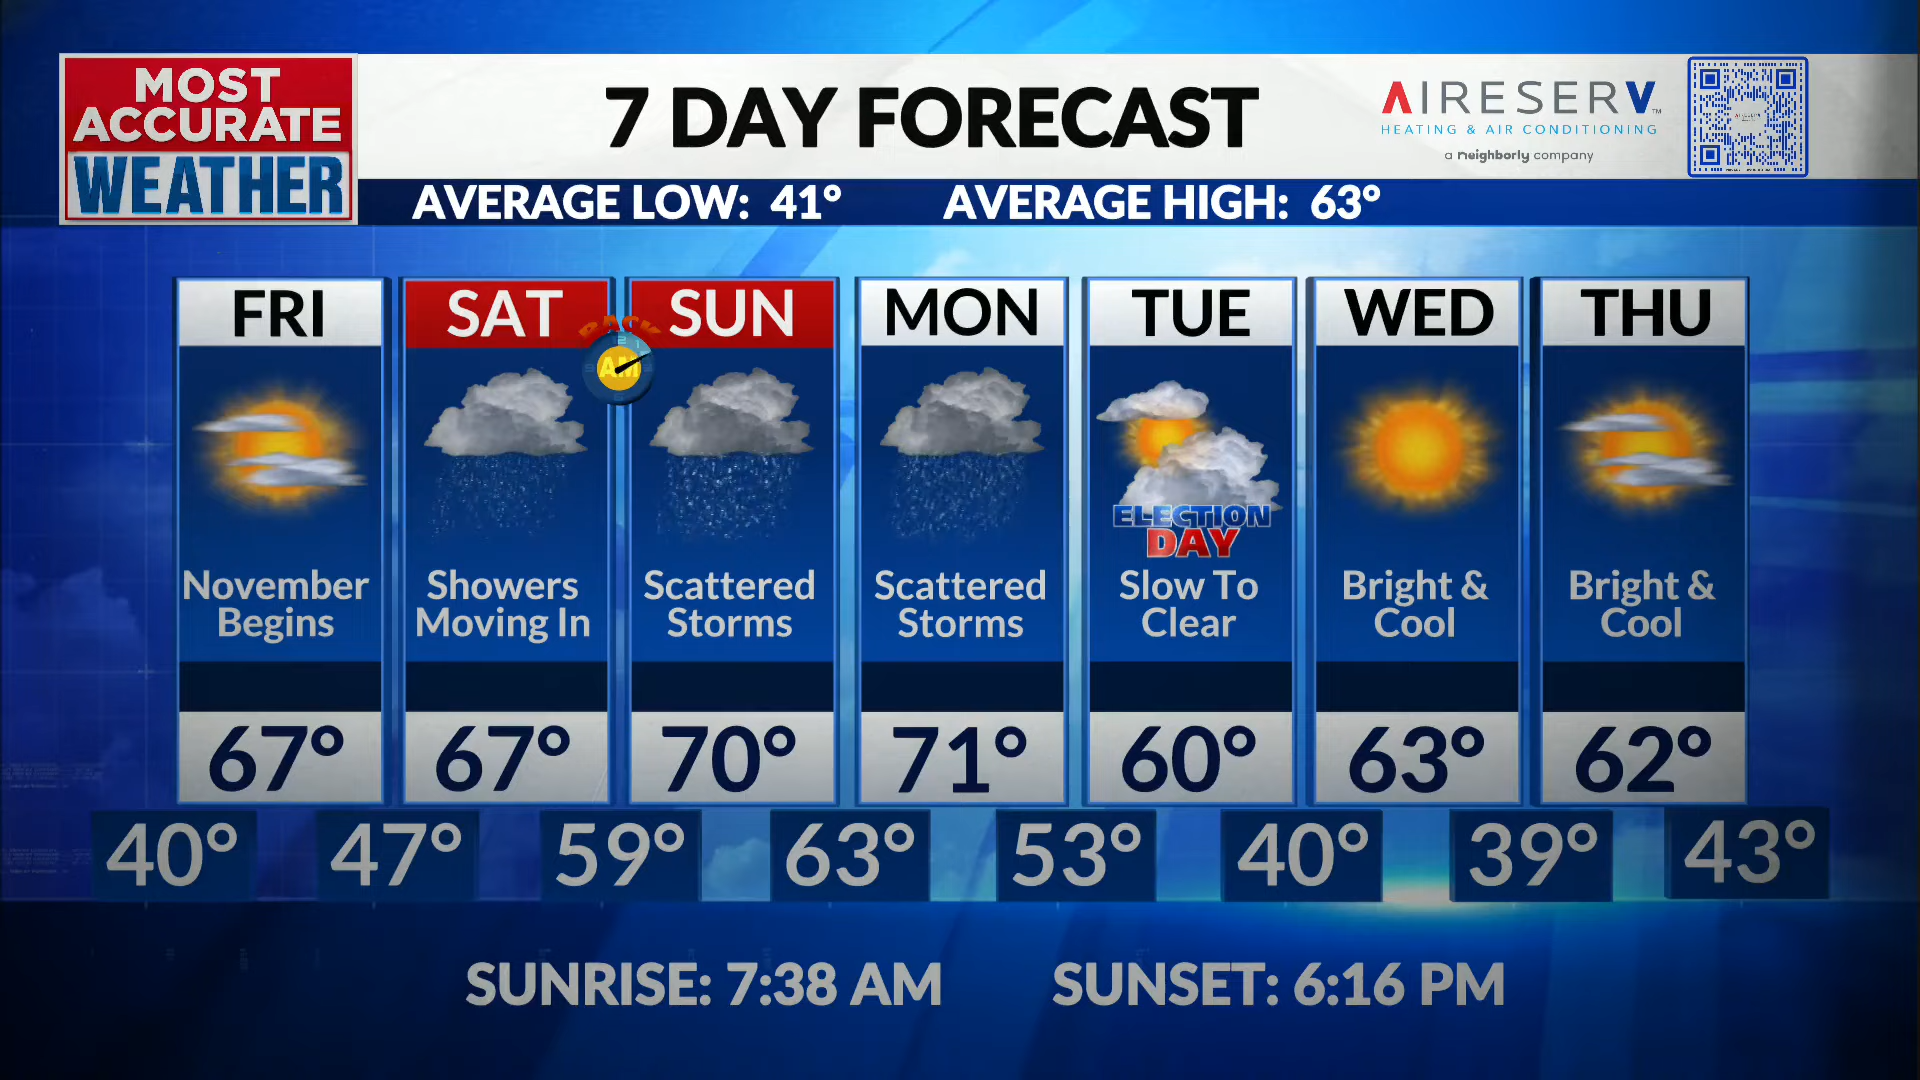 MOST
ACCURATE
WEATHER
7 DAY FORECAST
AIRESERV™
HEATING & AIR CONDITIONING
a neighborly company
AVERAGE LOW: 41° AVERAGE HIGH: 63°
FRI
SAT
SUN
MON
TUE
WED
THU
BACK
AM
ELECTION
DAY
November
Begins
Showers
Moving In
Scattered
Storms
Scattered
Storms
Slow To
Clear
Bright &
Cool
Bright &
Cool
67° 67° 70° 71° 60° 63° 62°
40° 47° 59° 63° 53° 40° 39° 43°
SUNRISE: 7:38 AM SUNSET: 6:16 PM